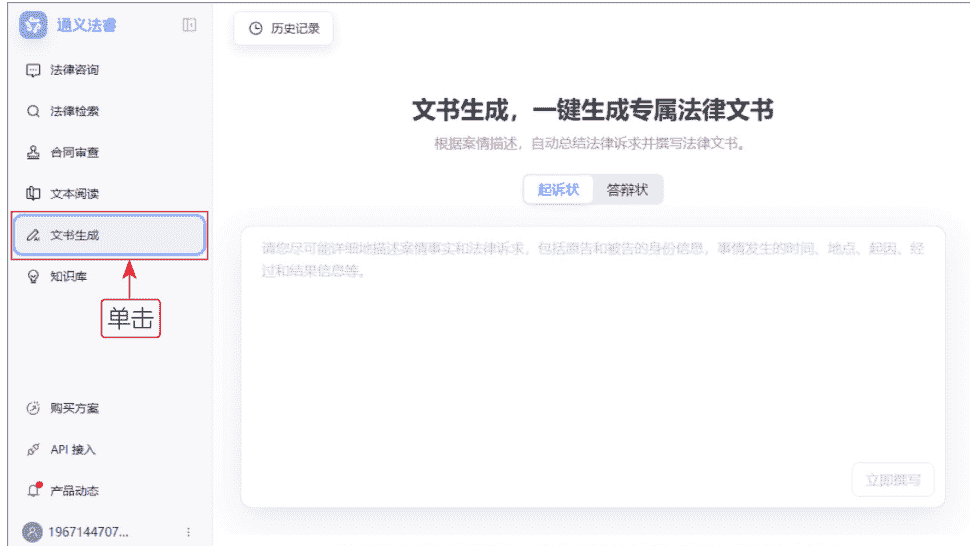 通义法睿
法律咨询
法律检索
合同审查
文本阅读
文书生成
知识库
单击
购买方案
API 接入
产品动态
1967144707...
历史记录
文书生成，一键生成专属法律文书
根据案情描述，自动总结法律诉求并撰写法律文书。
起诉状 答辩状
请您尽可能详细地描述案情事实和法律诉求，包括原告和被告的身份信息，事情发生的时间、地点、起因、经
过和结果信息等。
立即撰写